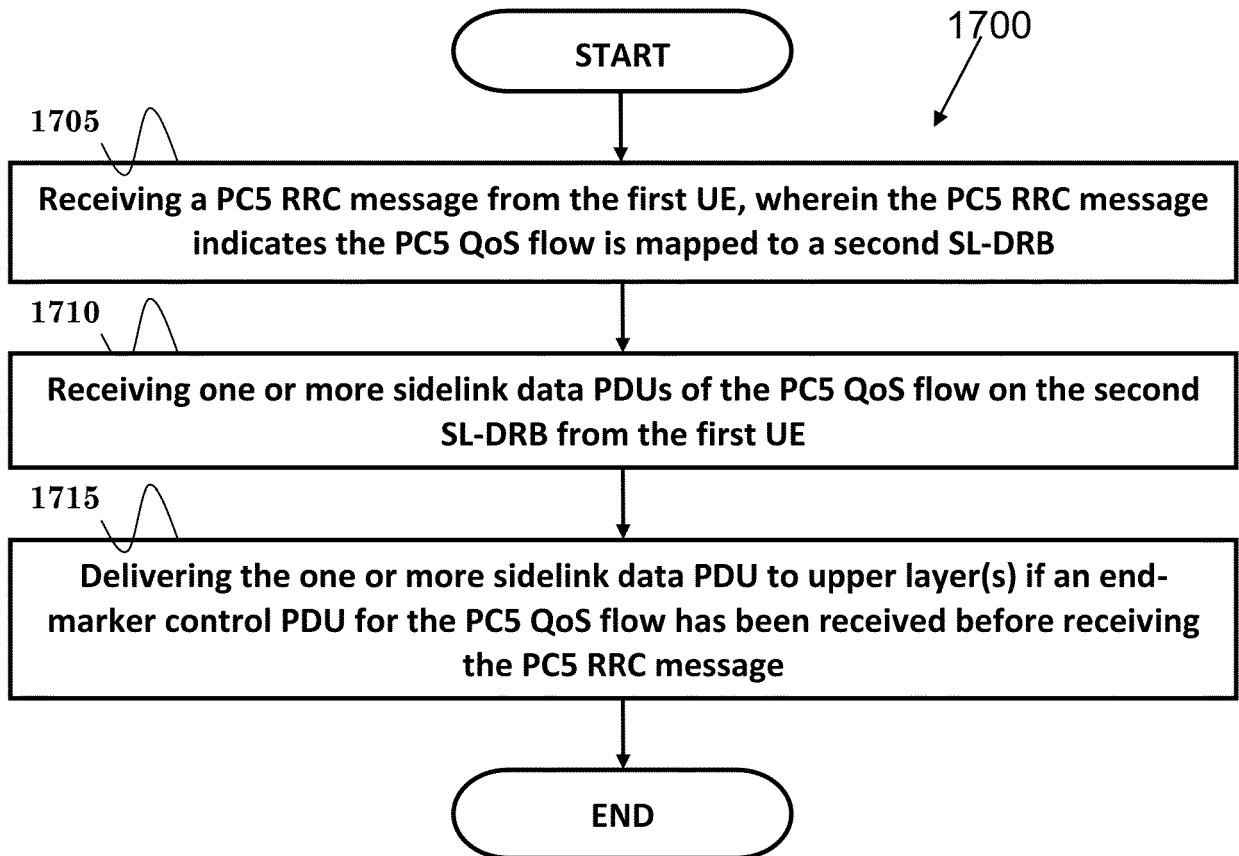 START
1700
1705
Receiving a PC5 RRC message from the first UE, wherein the PC5 RRC message
indicates the PC5 QoS flow is mapped to a second SL-DRB
1710
Receiving one or more sidelink data PDUs of the PC5 QoS flow on the second
SL-DRB from the first UE
1715
Delivering the one or more sidelink data PDU to upper layer(s) if an end-
marker control PDU for the PC5 QoS flow has been received before receiving
the PC5 RRC message
END